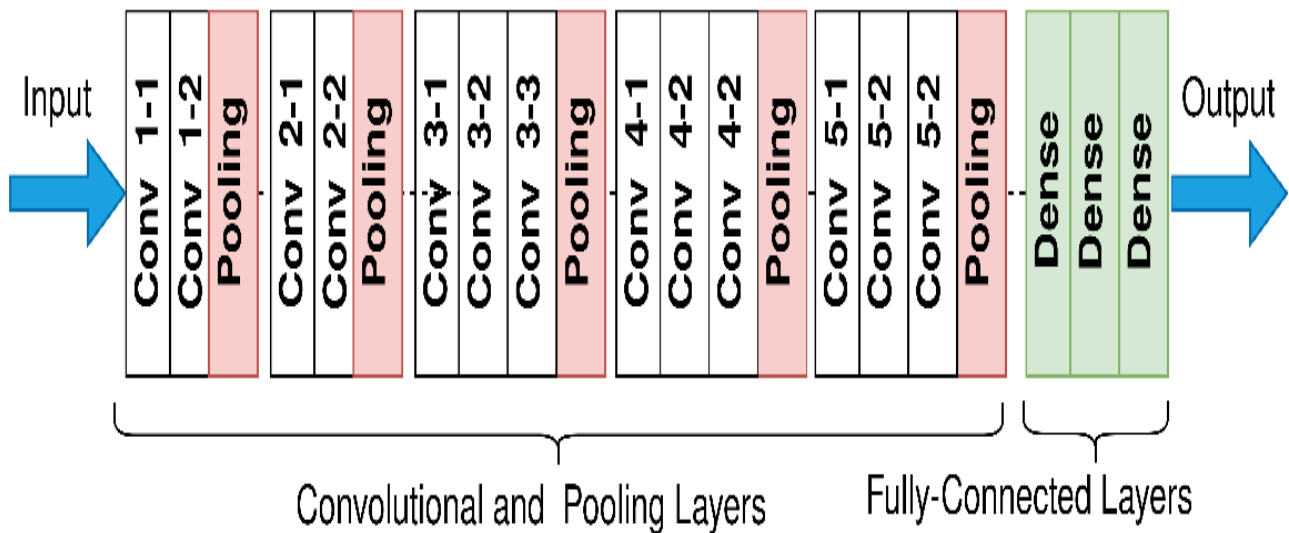 Input
Conv 1-1
Conv 1-2
Pooling
Conv 2-1
Conv 2-2
Pooling
Conv 3-1
Conv 3-2
Conv 3-3
Pooling
Conv 4-1
Conv 4-2
Conv 4-2
Pooling
Conv 5-1
Conv 5-2
Conv 5-2
Pooling
Dense
Dense
Dense
Output
Convolutional and Pooling Layers
Fully-Connected Layers